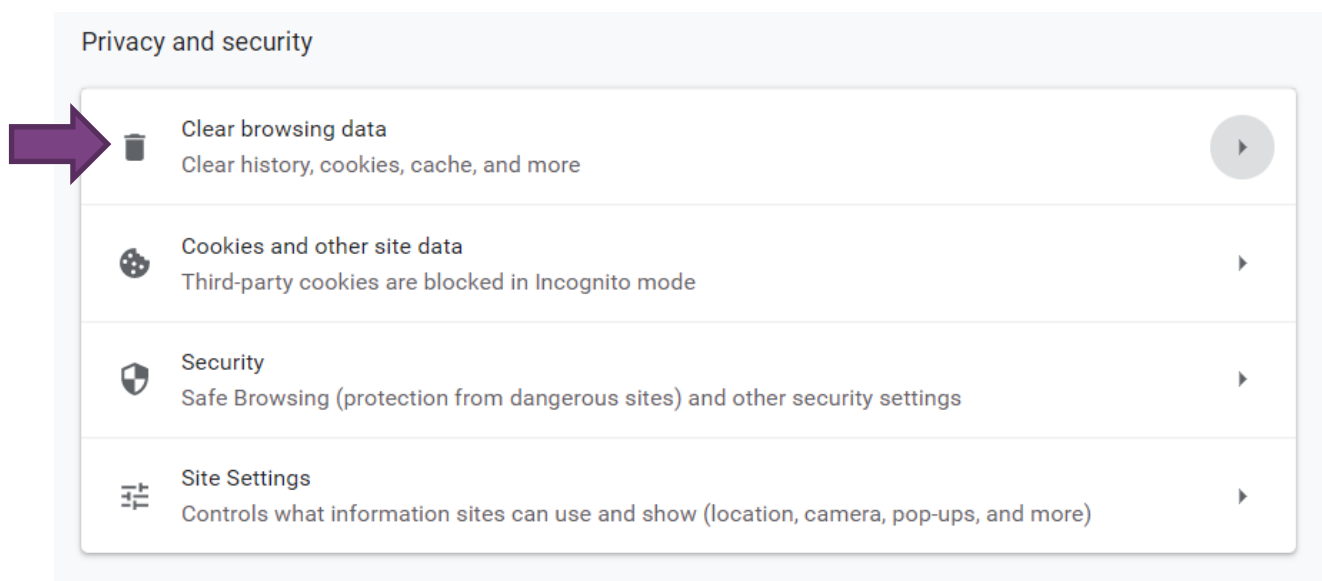 Privacy and security
Clear browsing data
Clear history, cookies, cache, and more
Cookies and other site data
Third-party cookies are blocked in Incognito mode
Security
Safe Browsing (protection from dangerous sites) and other security settings
Site Settings
Controls what information sites can use and show (location, camera, pop-ups, and more)